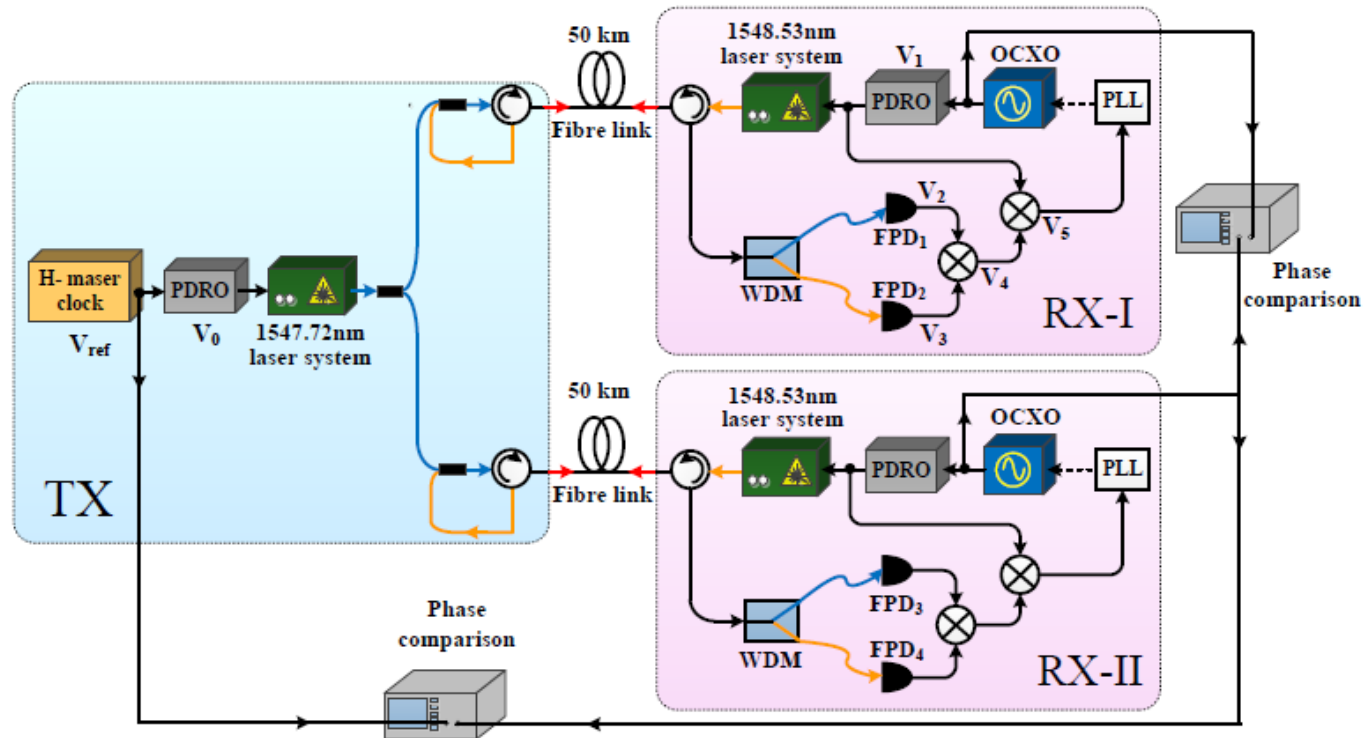 50 km
Fibre link
1548.53nm
laser system
V1
PDRO
OCXO
PLL
V2
FPD1
WDM
FPD2
V3
V4
V5
RX-I
Phase
comparison
H- maser
clock
Vref
PDRO
V0
1547.72nm
laser system
TX
50 km
Fibre link
1548.53nm
laser system
PDRO
OCXO
PLL
FPD3
WDM
FPD4
RX-II
Phase
comparison